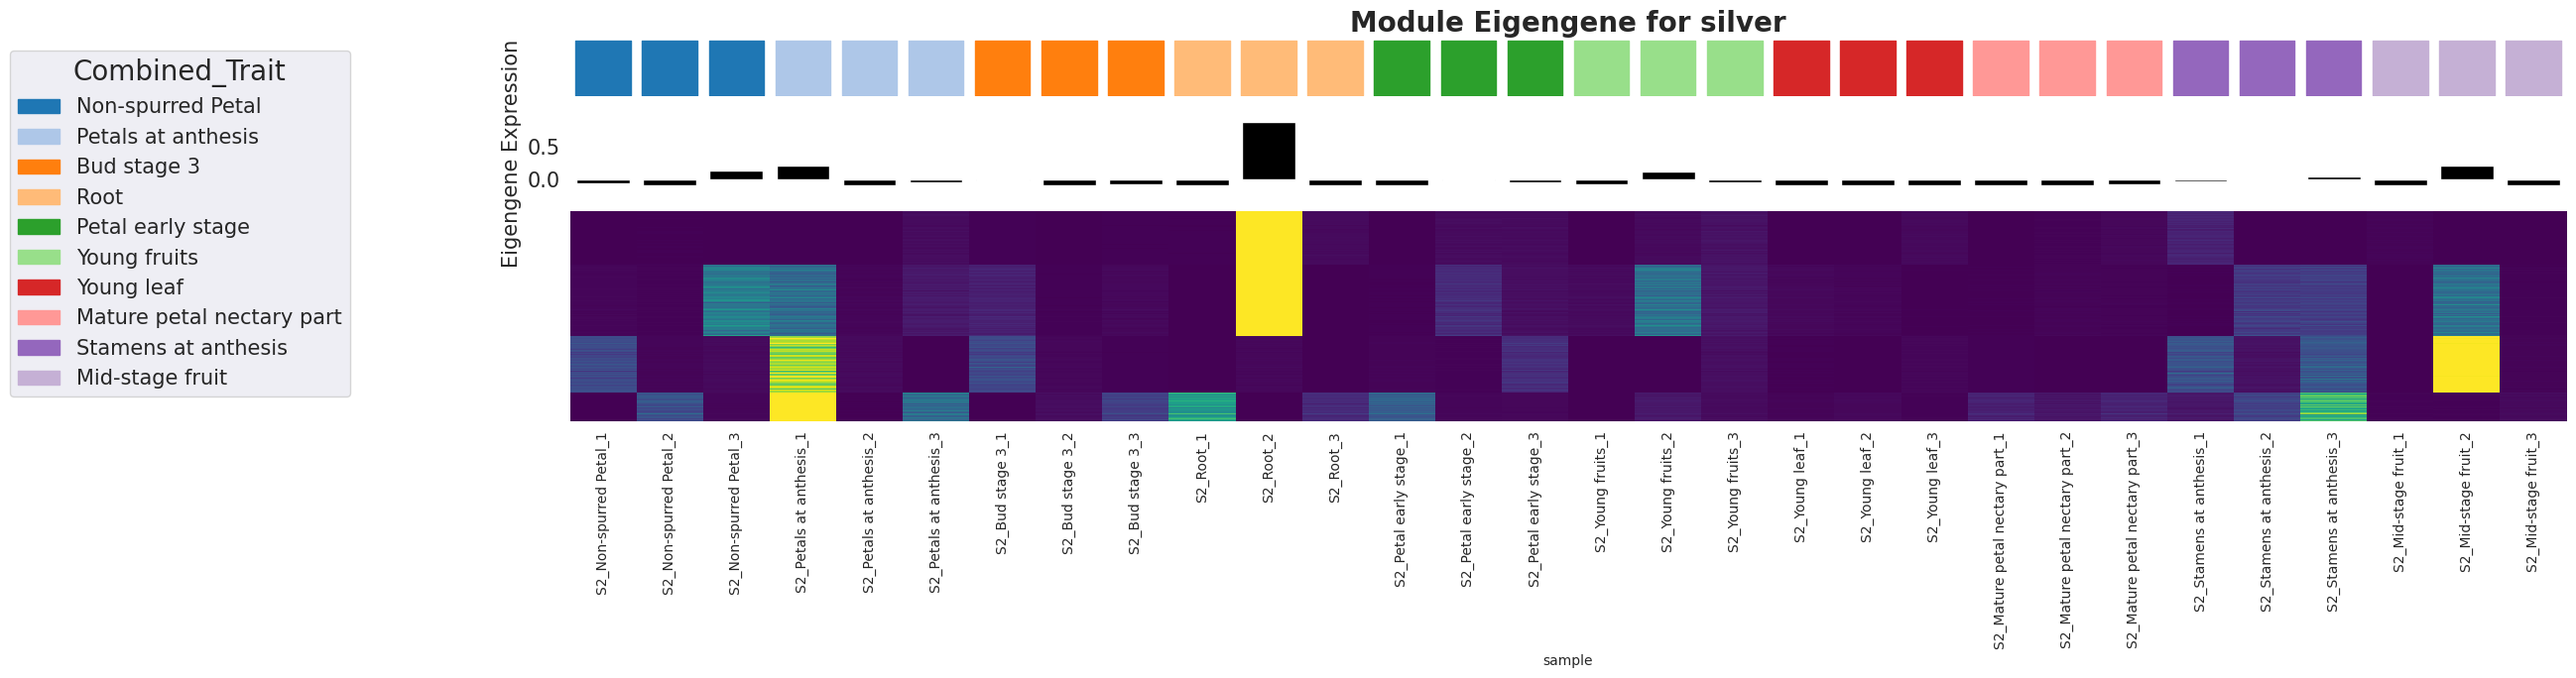 Module Eigengene for silver
Combined_Trait
Non-spurred Petal
Petals at anthesis
Bud stage 3
Root
Petal early stage
Young fruits
Young leaf
Mature petal nectary part
Stamens at anthesis
Mid-stage fruit
Eigengene Expression
0.5
0.0
S2_Non-spurred Petal_1
S2_Non-spurred Petal_2
S2_Non-spurred Petal_3
S2_Petals at anthesis_1
S2_Petals at anthesis_2
S2_Petals at anthesis_3
S2_Bud stage 3_1
S2_Bud stage 3_2
S2_Bud stage 3_3
S2_Root_1
S2_Root_2
S2_Root_3
S2_Petal early stage_1
S2_Petal early stage_2
S2_Petal early stage_3
S2_Young fruits_1
S2_Young fruits_2
S2_Young fruits_3
S2_Young leaf_1
S2_Young leaf_2
S2_Young leaf_3
S2_Mature petal nectary part_1
S2_Mature petal nectary part_2
S2_Mature petal nectary part_3
S2_Stamens at anthesis_1
S2_Stamens at anthesis_2
S2_Stamens at anthesis_3
S2_Mid-stage fruit_1
S2_Mid-stage fruit_2
S2_Mid-stage fruit_3
sample